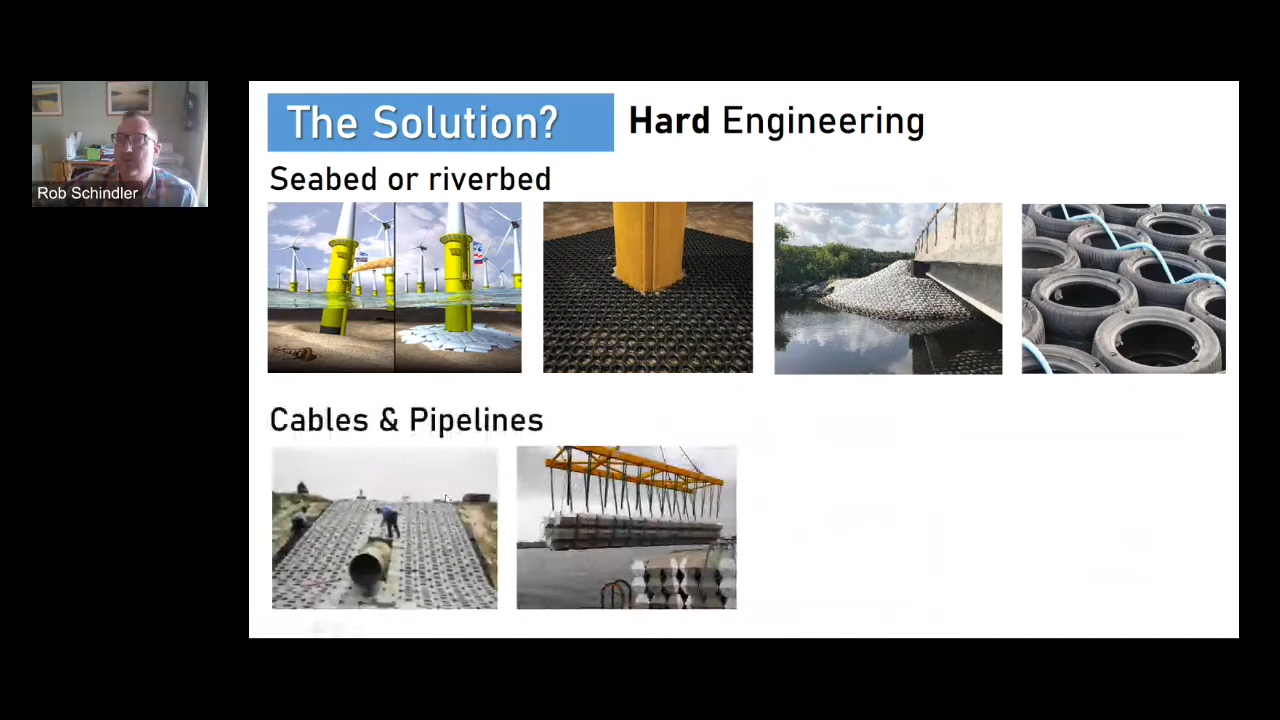 The Solution?
Hard Engineering
Seabed or riverbed
Rob Schindler
Cables & Pipelines